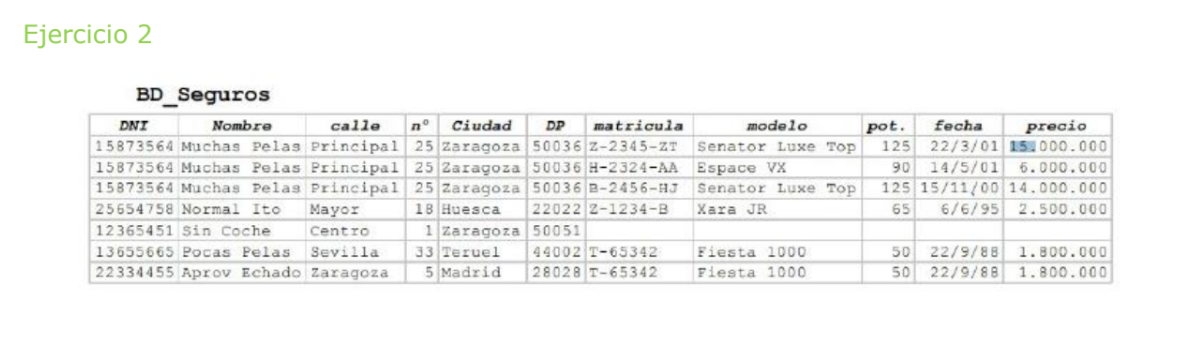 Ejercicio 2
BD_Seguros
DNI Nombre calle nº Ciudad DP matricula modelo pot. fecha precio
15873564 Muchas Pelas Principal 25 Zaragoza 50036 Z-2345-ZT Senator Luxe Top 125 22/3/01 15.000.000
15873564 Muchas Pelas Principal 25 Zaragoza 50036 H-2324-AA Espace VX 90 14/5/01 6.000.000
15873564 Muchas Pelas Principal 25 Zaragoza 50036 B-2456-HJ Senator Luxe Top 125 15/11/00 14.000.000
25654758 Normal Ito Mayor 18 Huesca 22022 Z-1234-B Xara JR 65 6/6/95 2.500.000
12365451 Sin Coche Centro 1 Zaragoza 50051
13655665 Pocas Pelas Sevilla 33 Teruel 44002 T-65342 Fiesta 1000 50 22/9/88 1.800.000
22334455 Aprov Echado Zaragoza 5 Madrid 28028 T-65342 Fiesta 1000 50 22/9/88 1.800.000